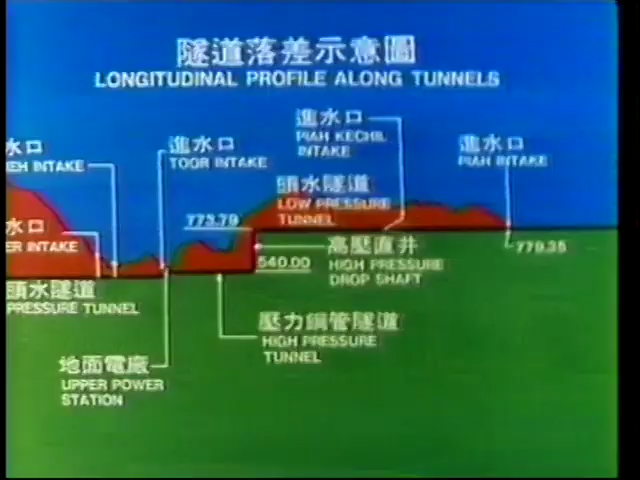 隧道落差示意圖
LONGITUDINAL PROFILE ALONG TUNNELS
進水口
PIAH KECHIL
INTAKE
水口
EH INTAKE
進水口
TOOR INTAKE
進水口
PIAH INTAKE
頭水隧道
LOW PRESSURE
TUNNEL
773.79
水口
ER INTAKE
高壓直井
HIGH PRESSURE
DROP SHAFT
779.35
540.00
頭水隧道
PRESSURE TUNNEL
壓力鋼管隧道
HIGH PRESSURE
TUNNEL
地面電廠
UPPER POWER
STATION